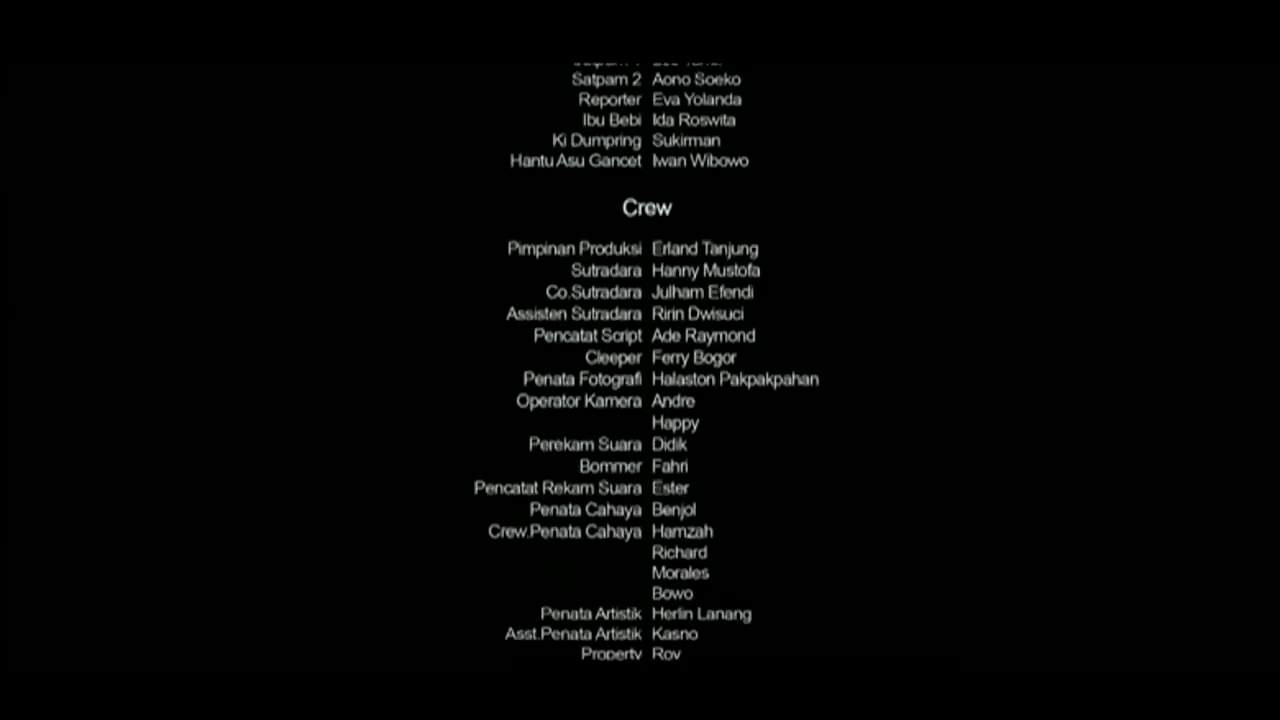 Satpam 2 Aono Soeko
Reporter Eva Yolanda
Ibu Bebi Ida Roswita
Ki Dumpring Sukirman
Hantu Asu Gancet Iwan Wibowo
Crew
Pimpinan Produksi Erland Tanjung
Sutradara Hanny Mustofa
Co.Sutradara Julham Efendi
Assisten Sutradara Ririn Dwisuci
Pencatat Script Ade Raymond
Cleeper Ferry Bogor
Penata Fotografi Halaston Pakpakpahan
Operator Kamera Andre
Happy
Perekam Suara Didik
Bommer Fahri
Pencatat Rekam Suara Ester
Penata Cahaya Benjol
Crew.Penata Cahaya Hamzah
Richard
Morales
Bowo
Penata Artistik Herlin Lanang
Asst.Penata Artistik Kasno
Property Roy